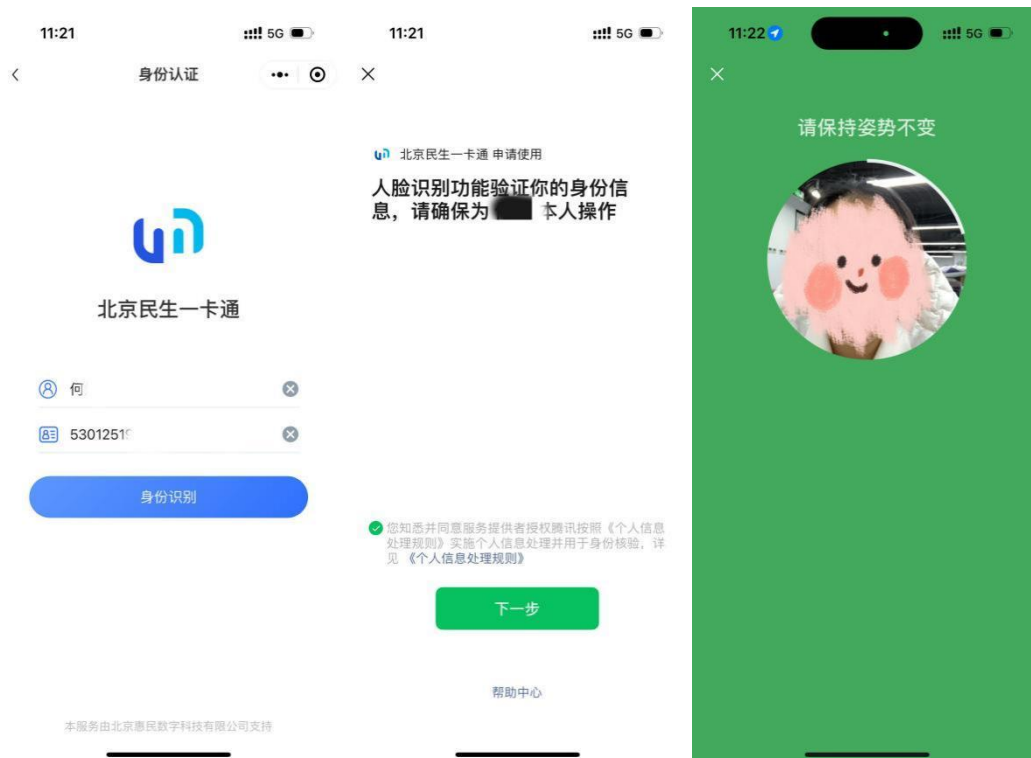 11:21
5G
身份认证
北京民生一卡通
何
5301251
身份识别
本服务由北京惠民数字科技有限公司支持
11:21
5G
北京民生一卡通 申请使用
人脸识别功能验证你的身份信
息，请确保为 本人操作
您知悉并同意服务提供者授权腾讯按照《个人信息
处理规则》实施个人信息处理并用于身份核验，详
见 《个人信息处理规则》
下一步
帮助中心
11:22
5G
请保持姿势不变